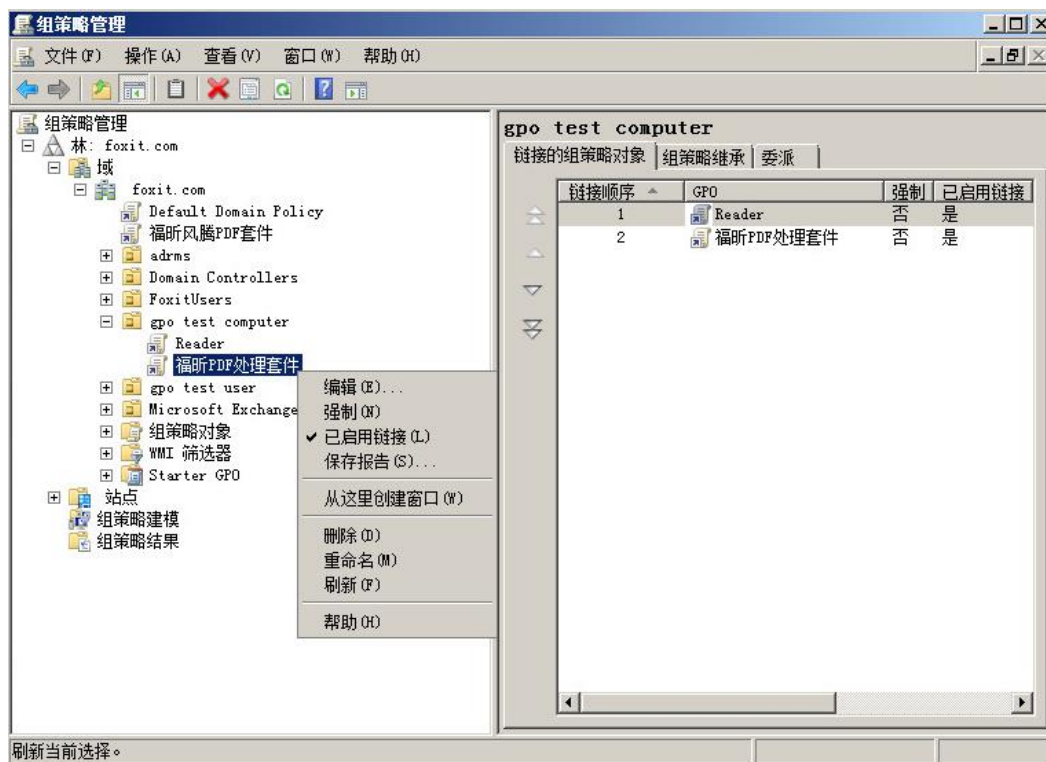 组策略管理
文件(F) 操作(A) 查看(V) 窗口(W) 帮助(H)
组策略管理
林: foxit.com
域
foxit.com
Default Domain Policy
福昕风腾PDF套件
adrms
Domain Controllers
FoxitUsers
gpo test computer
Reader
福昕PDF处理套件
gpo test user
Microsoft Exchange
组策略对象
WMI 筛选器
Starter GPO
站点
组策略建模
组策略结果
编辑(E)...
强制(N)
已启用链接(L)
保存报告(S)...
从这里创建窗口(W)
删除(D)
重命名(M)
刷新(F)
帮助(H)
gpo test computer
链接的组策略对象 组策略继承 委派
链接顺序 GPO 强制 已启用链接
1 Reader 否 是
2 福昕PDF处理套件 否 是
刷新当前选择。